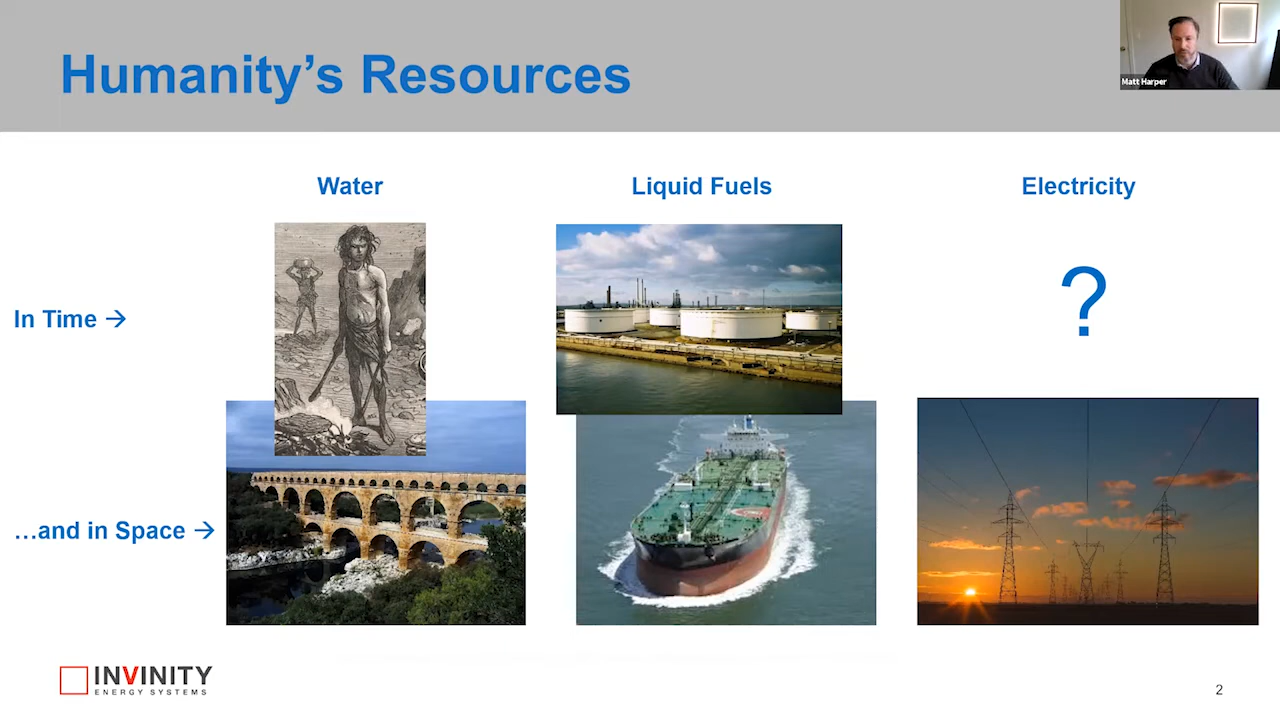 Humanity's Resources
Matt Harper
Water
Liquid Fuels
Electricity
In Time →
?
…and in Space →
INVINITY
ENERGY SYSTEMS
2